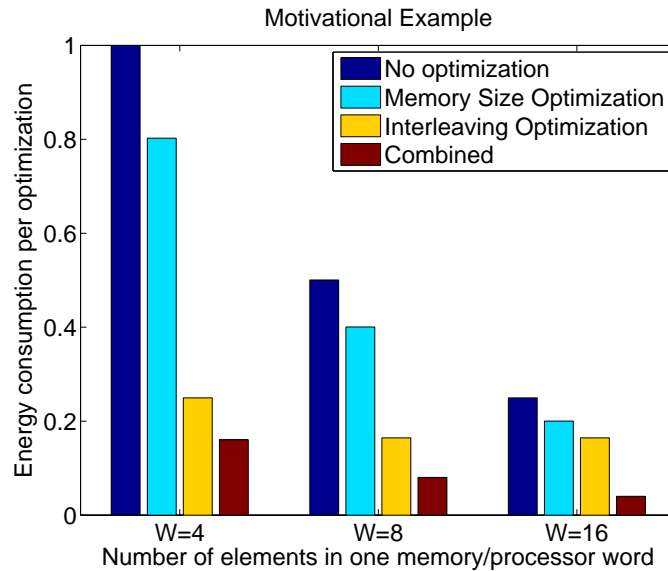 Motivational Example
Energy consumption per optimization
1
0.8
0.6
0.4
0.2
0
No optimization
Memory Size Optimization
Interleaving Optimization
Combined
W=4 W=8 W=16
Number of elements in one memory/processor word